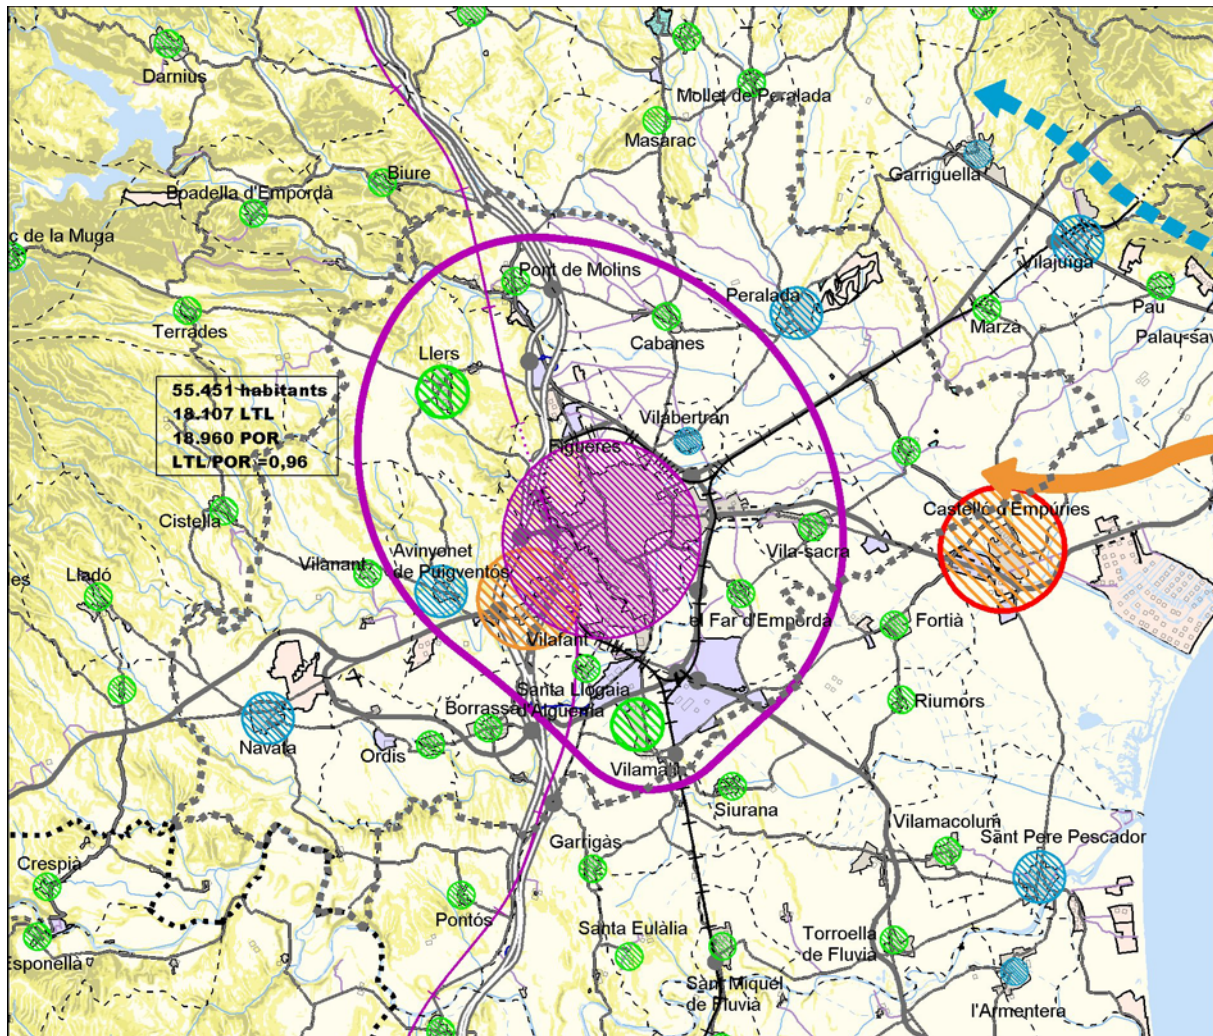 Darnius
Mollet de Peralada
Masarac
Garriguella
Biure
Boadella d'Empordà
c de la Muga
Vilajuïga
Pont de Molins
Peralada
Pau
Terrades
Cabanes
Marzà
Palau-sav
Llers
55.451 habitants
18.107 LTL
18.960 POR
LTL/POR =0,96
Vilabertran
Figueres
Castelló d'Empúries
Cistella
Vila-sacra
Avinyonet
de Puigventós
Vilanant
es
Lladó
el Far d'Empordà
Fortià
Vilafant
Santa Llogaia
d'Àlguema
Borrassà
Riumors
Navata
Ordis
Vilamalla
Siurana
Vilamacolum
Sant Pere Pescador
Garrigàs
Crespià
Pontós
Santa Eulàlia
Torroella
de Fluvià
Esponellà
Sant Miquel
de Fluvià
l'Armentera